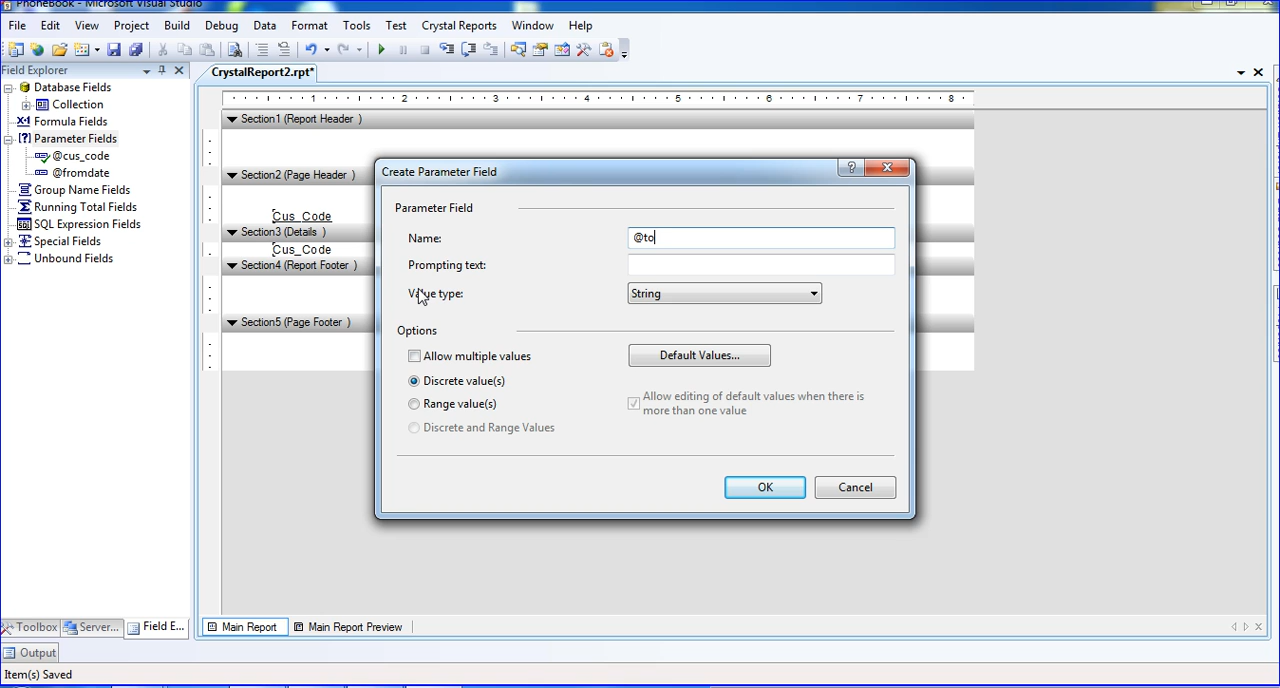 PhoneBook - Microsoft Visual Studio
File Edit View Project Build Debug Data Format Tools Test Crystal Reports Window Help
Field Explorer
CrystalReport2.rpt*
Database Fields
Collection
Formula Fields
Parameter Fields
@cus_code
@fromdate
Group Name Fields
Running Total Fields
SQL Expression Fields
Special Fields
Unbound Fields
1 2 3 4 5 6 7 8
Section1 (Report Header )
Section2 (Page Header )
Cus_Code
Section3 (Details )
Cus_Code
Section4 (Report Footer )
Section5 (Page Footer )
Create Parameter Field
Parameter Field
Name: @to
Prompting text:
Value type: String
Options
Allow multiple values
Default Values...
Discrete value(s)
Range value(s)
Allow editing of default values when there is
more than one value
Discrete and Range Values
OK Cancel
Toolbox Server... Field E...
Main Report Main Report Preview
Output
Item(s) Saved